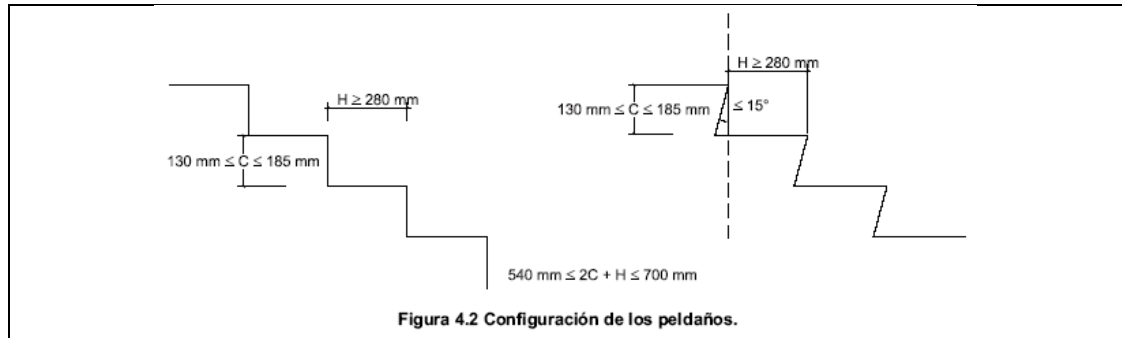 H ≥ 280 mm
130 mm ≤ C ≤ 185 mm
H ≥ 280 mm
130 mm ≤ C ≤ 185 mm
≤ 15°
540 mm ≤ 2C + H ≤ 700 mm
Figura 4.2 Configuración de los peldaños.